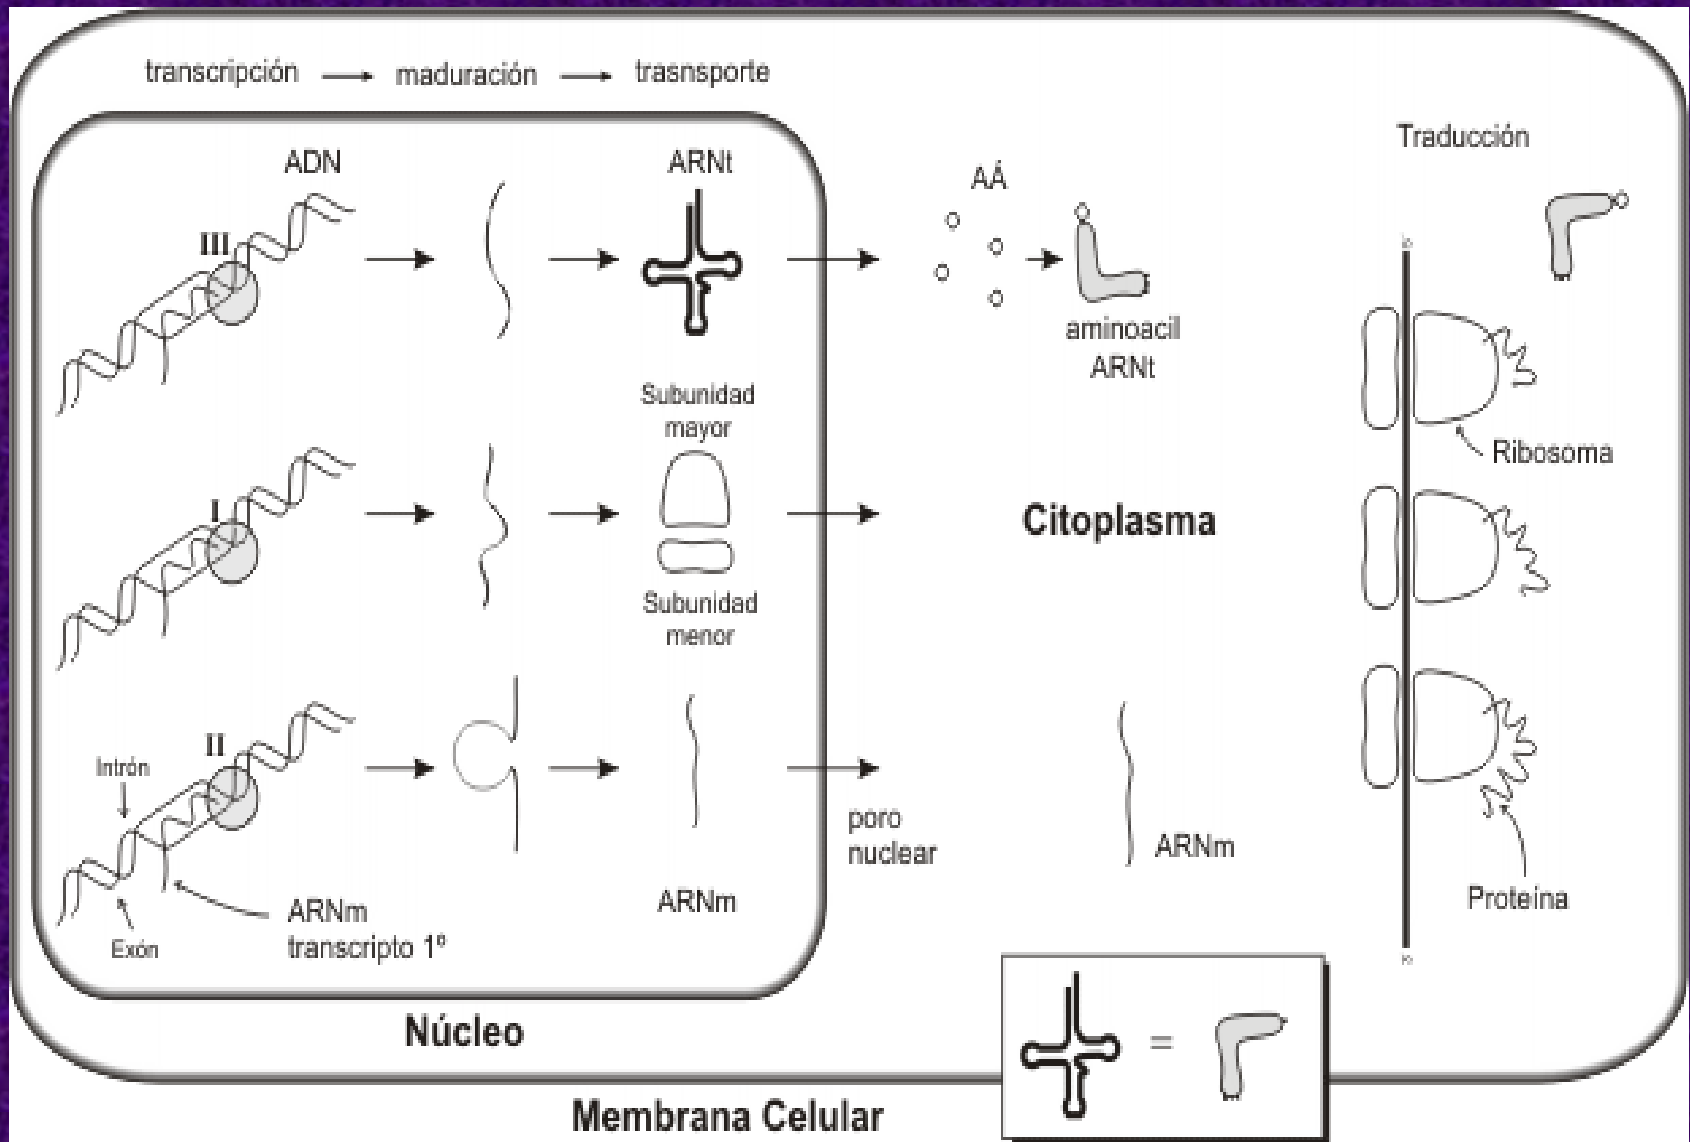 transcripción → maduración → trasnsporte
ADN
ARNt
III
AÁ
aminoacil
ARNt
Traducción
Ribosoma
Subunidad
mayor
I
Subunidad
menor
Citoplasma
II
Intrón
Exón
ARNm
transcripto 1º
ARNm
poro
nuclear
ARNm
Proteina
Núcleo
=
Membrana Celular